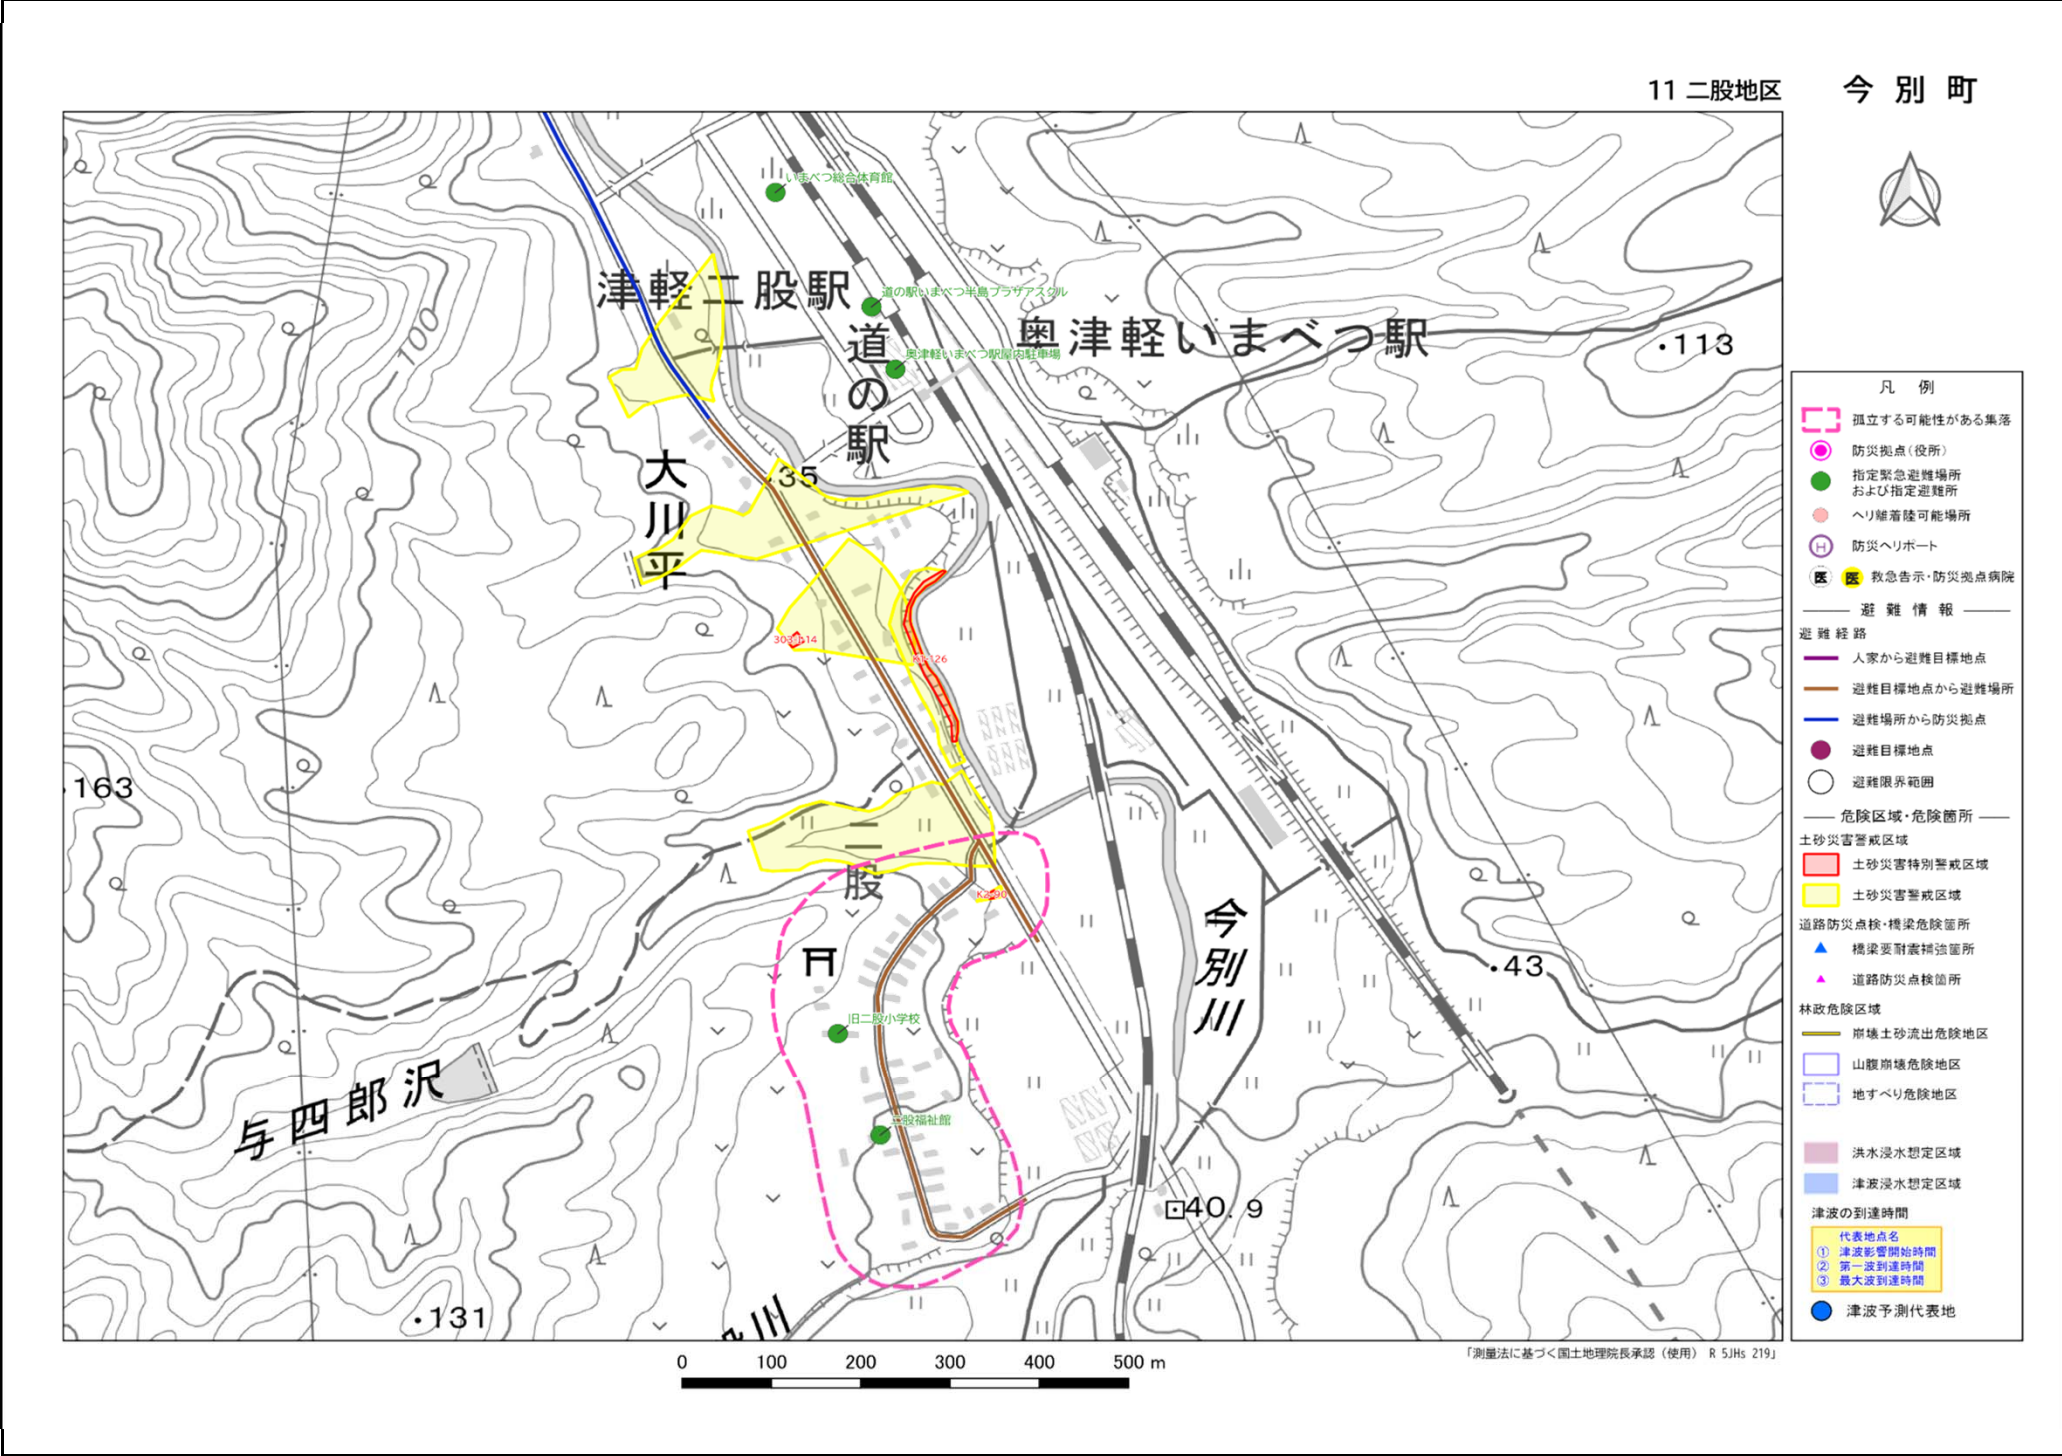 11 二股地区
今別町
いまべつ総合体育館
津軽二股駅
道の駅いまべつ半島プラザアスクル
道の駅
奥津軽いまべつ駅
奥津軽いまべつ駅屋内駐車場
100
113
大川平
35
K1-126
163
二股
K2-90
今別川
43
旧二股小学校
与四郎沢
二股福祉館
40.9
131
川
凡 例
孤立する可能性がある集落
防災拠点(役所)
指定緊急避難場所
および指定避難所
ヘリ離着陸可能場所
H 防災ヘリポート
医 医 救急告示・防災拠点病院
避難情報
避難経路
人家から避難目標地点
避難目標地点から避難場所
避難場所から防災拠点
避難目標地点
避難限界範囲
危険区域・危険箇所
土砂災害警戒区域
土砂災害特別警戒区域
土砂災害警戒区域
道路防災点検・橋梁危険箇所
橋梁要耐震補強箇所
道路防災点検箇所
林政危険区域
崩壊土砂流出危険地区
山腹崩壊危険地区
地すべり危険地区
洪水浸水想定区域
津波浸水想定区域
津波の到達時間
代表地点名
① 津波影響開始時間
② 第一波到達時間
③ 最大波到達時間
津波予測代表地
0 100 200 300 400 500 m
「測量法に基づく国土地理院長承認(使用) R 5JHs 219」